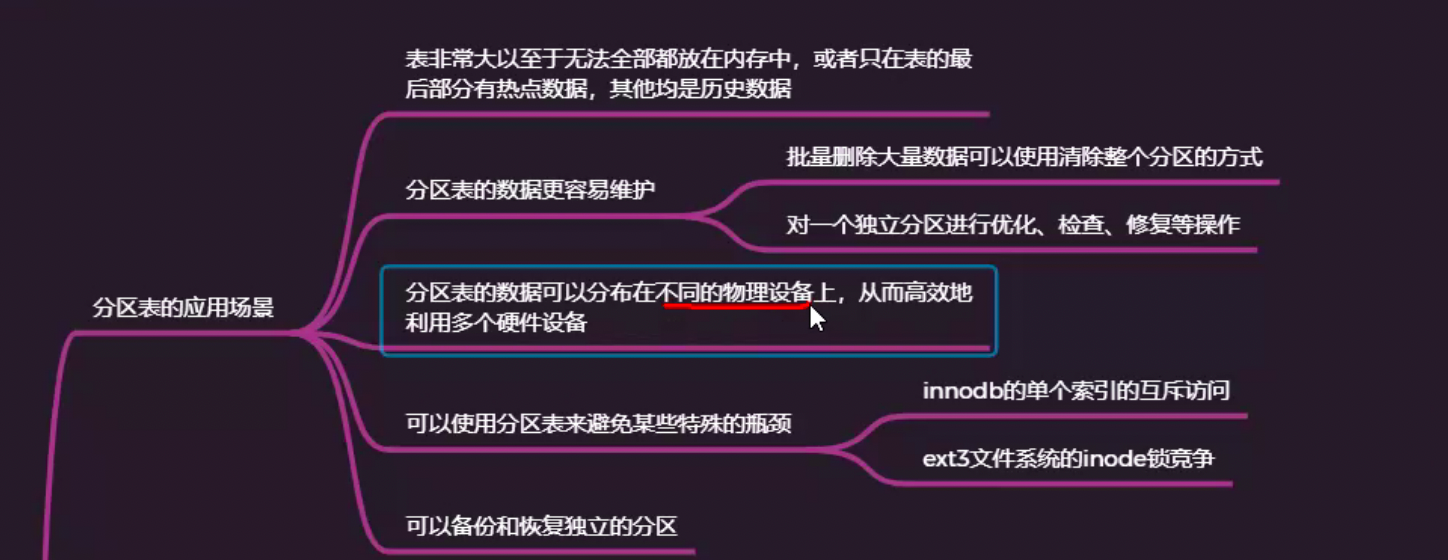 表非常大以至于无法全部都放在内存中，或者只在表的最
后部分有热点数据，其他均是历史数据
批量删除大量数据可以使用清除整个分区的方式
分区表的数据更容易维护
对一个独立分区进行优化、检查、修复等操作
分区表的应用场景
分区表的数据可以分布在不同的物理设备上，从而高效地
利用多个硬件设备
innodb的单个索引的互斥访问
可以使用分区表来避免某些特殊的瓶颈
ext3文件系统的inode锁竞争
可以备份和恢复独立的分区